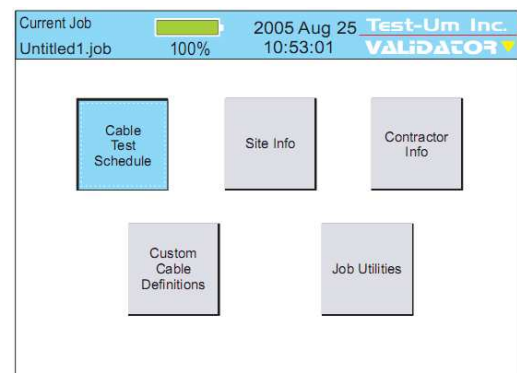 Current Job
Untitled1.job
100%
2005 Aug 25
10:53:01
Test-Um Inc.
VALiDATOR
Cable
Test
Schedule
Site Info
Contractor
Info
Custom
Cable
Definitions
Job Utilities